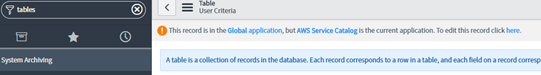 tables
Table
User Criteria
This record is in the Global application, but AWS Service Catalog is the current application. To edit this record click here.
System Archiving
A table is a collection of records in the database. Each record corresponds to a row in a table, and each field on a record corresp